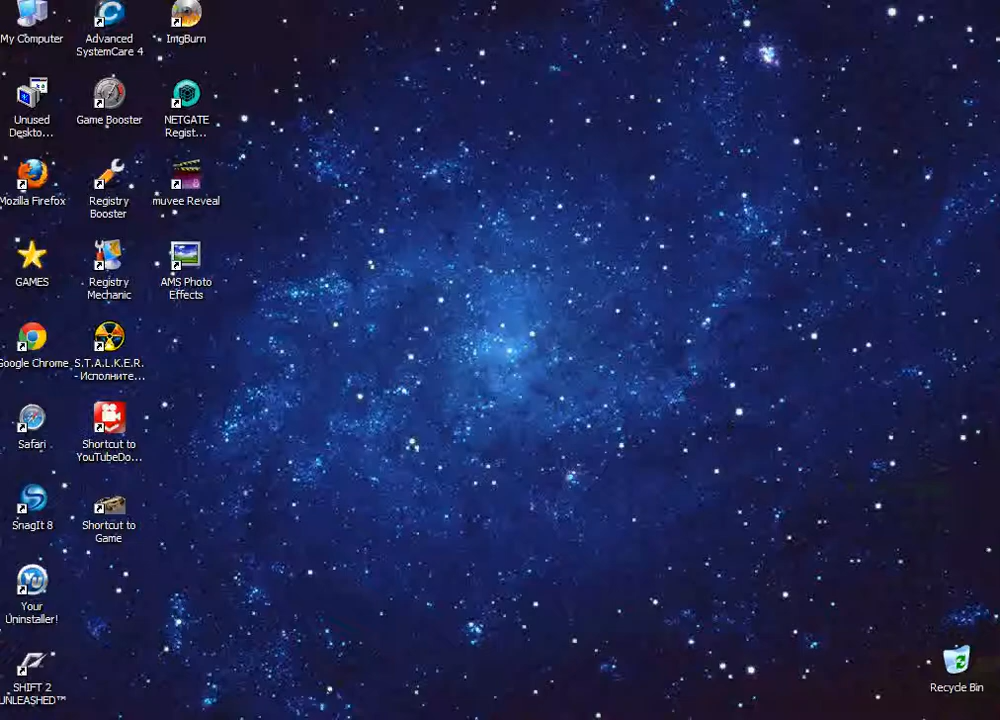 My Computer
Advanced
SystemCare 4
ImgBurn
Unused
Deskto...
Game Booster
NETGATE
Regist...
Mozilla Firefox
Registry
Booster
muvee Reveal
GAMES
Registry
Mechanic
AMS Photo
Effects
Google Chrome
S.T.A.L.K.E.R.
- Исполните...
Safari
Shortcut to
YouTubeDo...
SnagIt 8
Shortcut to
Game
Your
Uninstaller!
SHIFT 2
UNLEASHED™
Recycle Bin